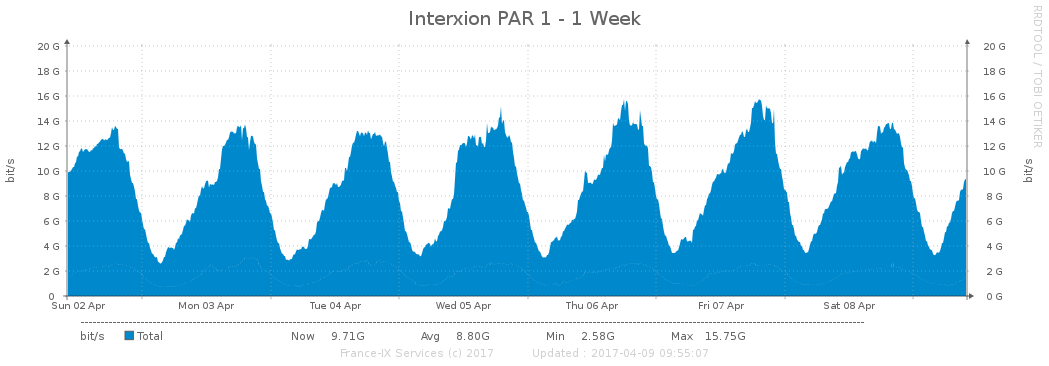 Interxion PAR 1 - 1 Week
RRDTOOL / TOBI OETIKER
bit/s
20 G 20 G
18 G 18 G
16 G 16 G
14 G 14 G
12 G 12 G
10 G 10 G
8 G 8 G
6 G 6 G
4 G 4 G
2 G 2 G
0 0 G
bit/s
Sun 02 Apr Mon 03 Apr Tue 04 Apr Wed 05 Apr Thu 06 Apr Fri 07 Apr Sat 08 Apr
bit/s Total Now 9.71G Avg 8.80G Min 2.58G Max 15.75G
France-IX Services (c) 2017 Updated : 2017-04-09 09:55:07